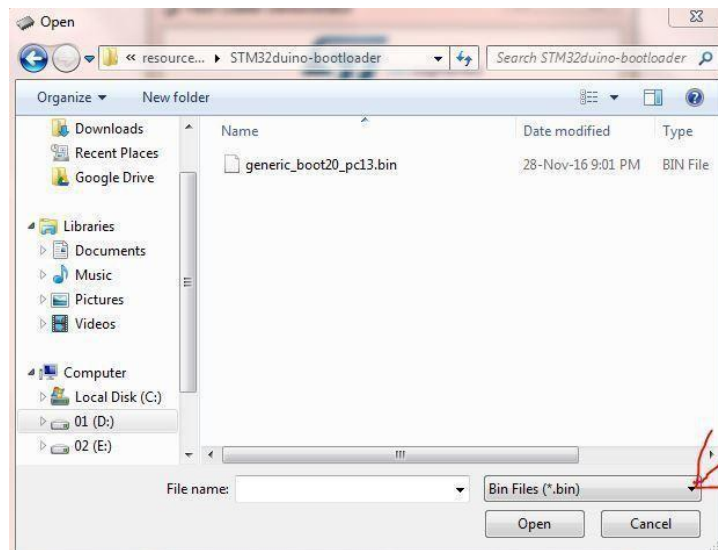 Open
« resource... ▸ STM32duino-bootloader
Search STM32duino-bootloader
Organize ▾ New folder
Downloads
Recent Places
Google Drive
Libraries
Documents
Music
Pictures
Videos
Computer
Local Disk (C:)
01 (D:)
02 (E:)
Name Date modified Type
generic_boot20_pc13.bin 28-Nov-16 9:01 PM BIN File
File name: Bin Files (*.bin)
Open Cancel